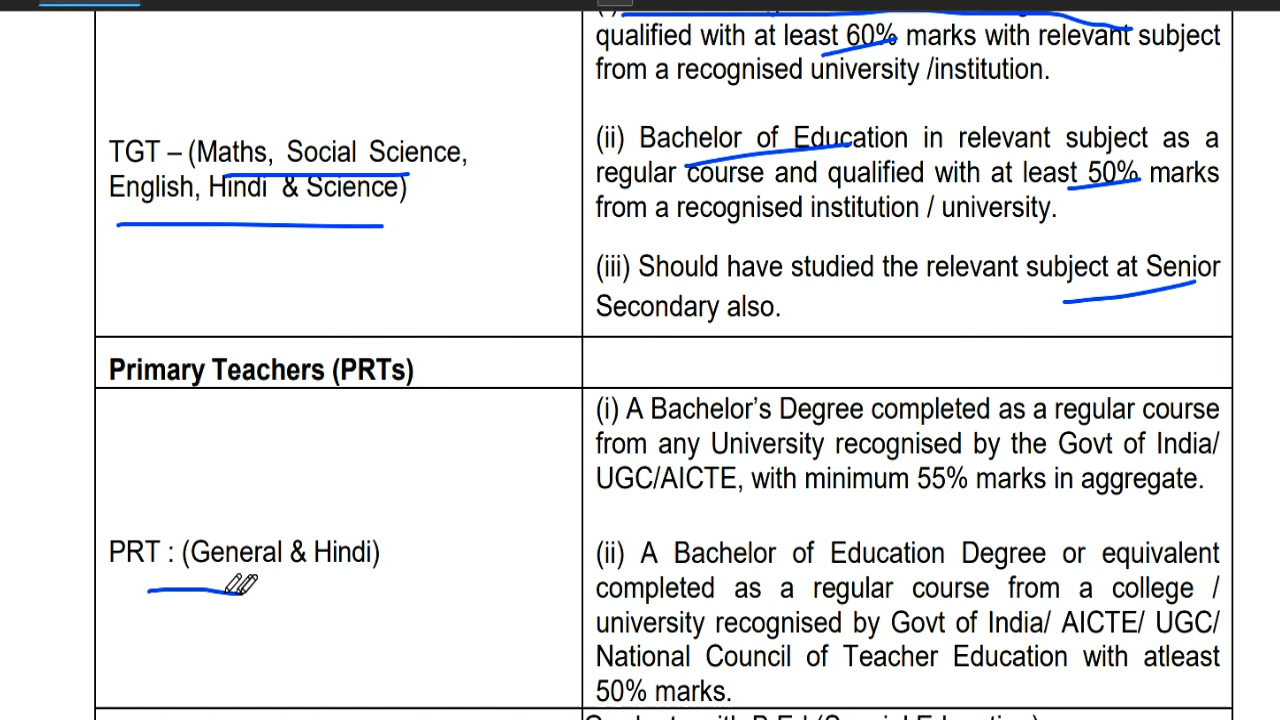 qualified with at least 60% marks with relevant subject
from a recognised university /institution.
TGT – (Maths, Social Science,
English, Hindi & Science)
(ii) Bachelor of Education in relevant subject as a
regular course and qualified with at least 50% marks
from a recognised institution / university.
(iii) Should have studied the relevant subject at Senior
Secondary also.
Primary Teachers (PRTs)
PRT : (General & Hindi)
(i) A Bachelor's Degree completed as a regular course
from any University recognised by the Govt of India/
UGC/AICTE, with minimum 55% marks in aggregate.
(ii) A Bachelor of Education Degree or equivalent
completed as a regular course from a college /
university recognised by Govt of India/ AICTE/ UGC/
National Council of Teacher Education with atleast
50% marks.